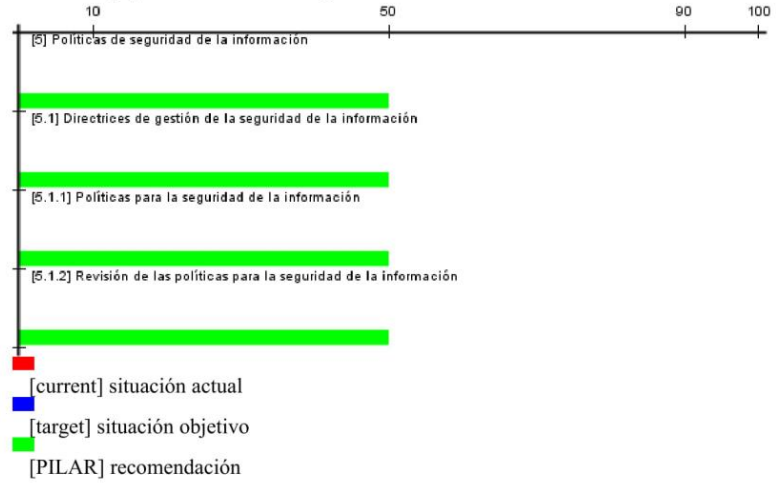 10 50 90 100
[5] Políticas de seguridad de la información
[5.1] Directrices de gestión de la seguridad de la información
[5.1.1] Políticas para la seguridad de la información
[5.1.2] Revisión de las políticas para la seguridad de la información
[current] situación actual
[target] situación objetivo
[PILAR] recomendación